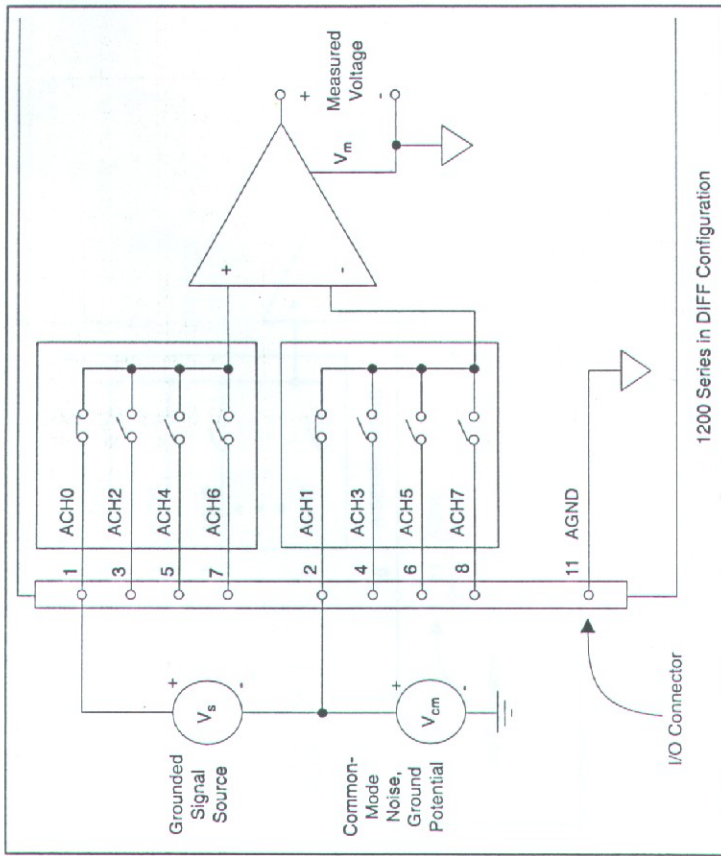 Grounded
Signal
Source
+
Vs
-
Common-
Mode
Noise,
Ground
Potential
+
Vcm
-
I/O Connector
1
3
5
7
2
4
6
8
11
ACH0
ACH2
ACH4
ACH6
ACH1
ACH3
ACH5
ACH7
AGND
+
-
Vm
+
Measured
Voltage
-
1200 Series in DIFF Configuration